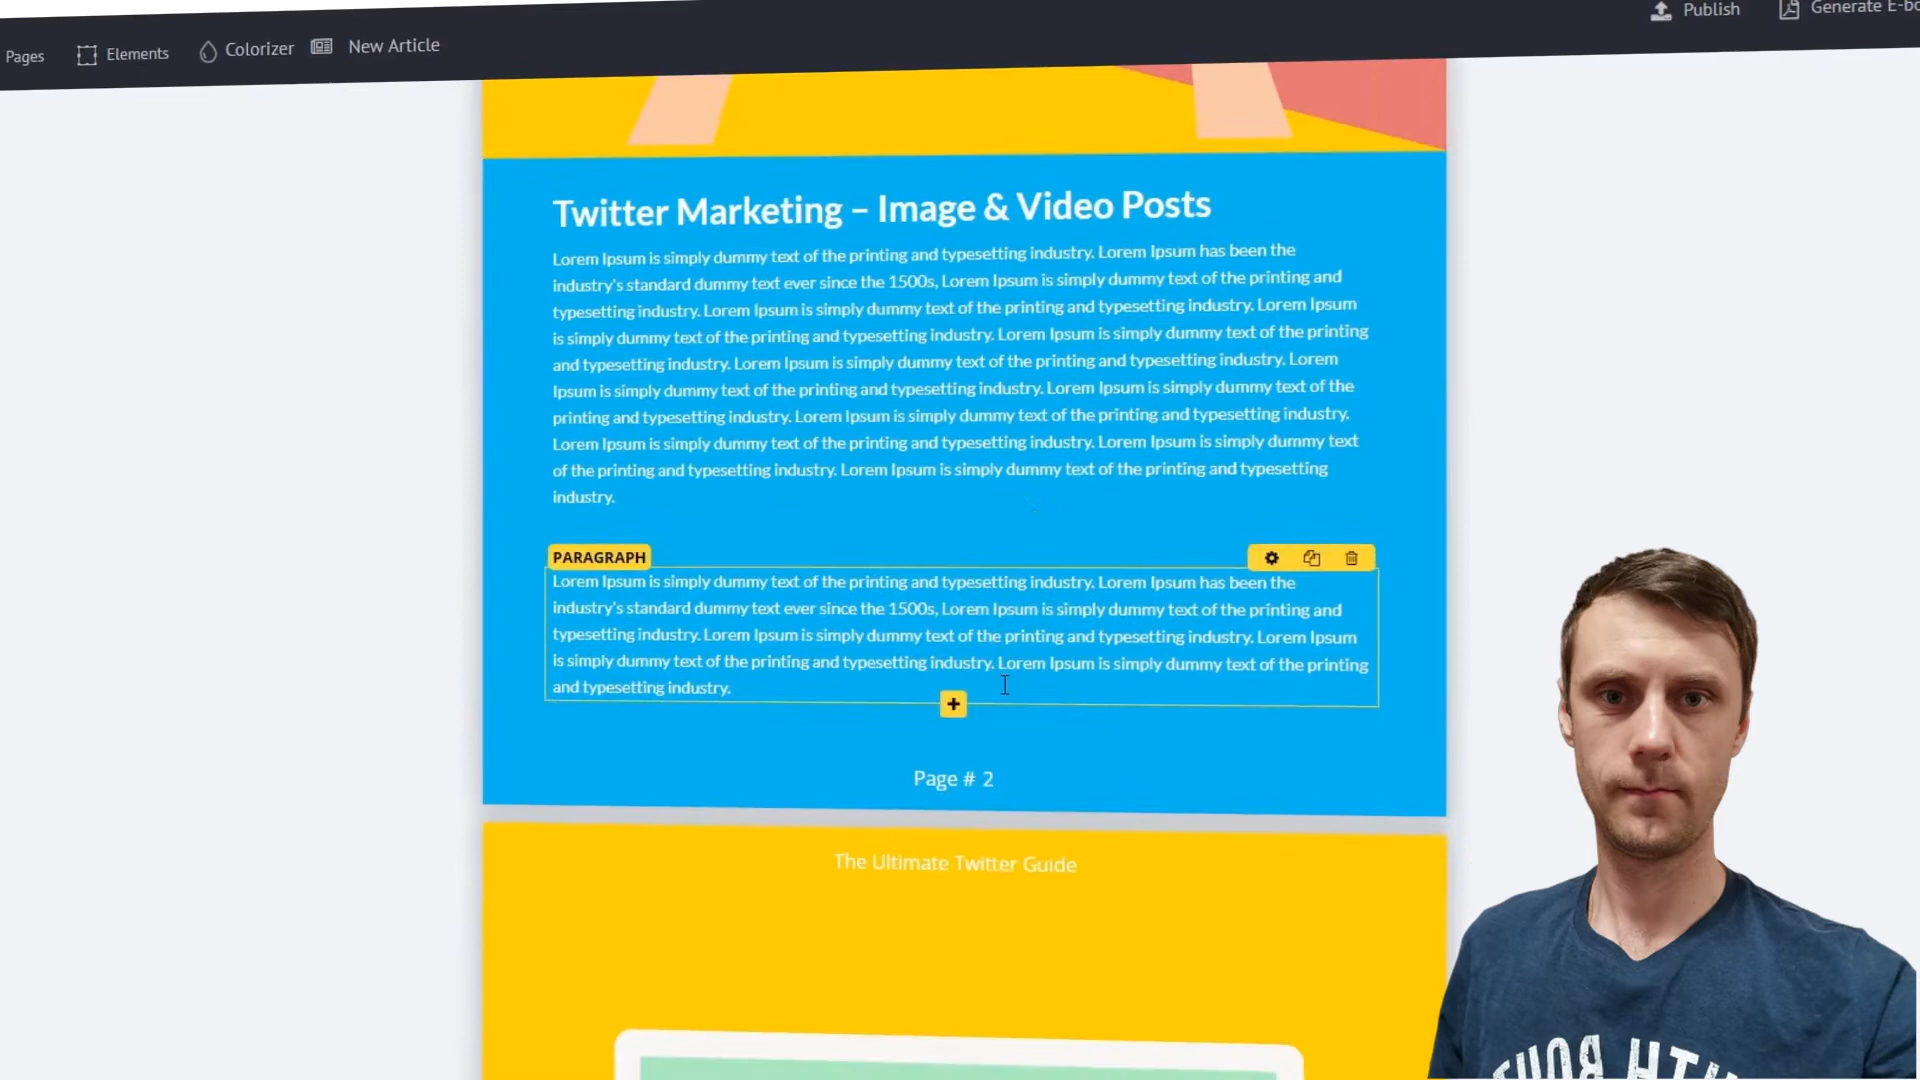 Pages
Elements
Colorizer
New Article
Publish
Generate
Twitter Marketing – Image & Video Posts
Lorem Ipsum is simply dummy text of the printing and typesetting industry. Lorem Ipsum has been the
industry's standard dummy text ever since the 1500s, Lorem Ipsum is simply dummy text of the printing and
typesetting industry. Lorem Ipsum is simply dummy text of the printing and typesetting industry. Lorem Ipsum
is simply dummy text of the printing and typesetting industry. Lorem Ipsum is simply dummy text of the printing
and typesetting industry. Lorem Ipsum is simply dummy text of the printing and typesetting industry. Lorem
Ipsum is simply dummy text of the printing and typesetting industry. Lorem Ipsum is simply dummy text of the
printing and typesetting industry. Lorem Ipsum is simply dummy text of the printing and typesetting industry.
Lorem Ipsum is simply dummy text of the printing and typesetting industry. Lorem Ipsum is simply dummy text
of the printing and typesetting industry. Lorem Ipsum is simply dummy text of the printing and typesetting
industry.
PARAGRAPH
Lorem Ipsum is simply dummy text of the printing and typesetting industry. Lorem Ipsum has been the
industry's standard dummy text ever since the 1500s, Lorem Ipsum is simply dummy text of the printing and
typesetting industry. Lorem Ipsum is simply dummy text of the printing and typesetting industry. Lorem Ipsum
is simply dummy text of the printing and typesetting industry. Lorem Ipsum is simply dummy text of the printing
and typesetting industry.
Page # 2
The Ultimate Twitter Guide